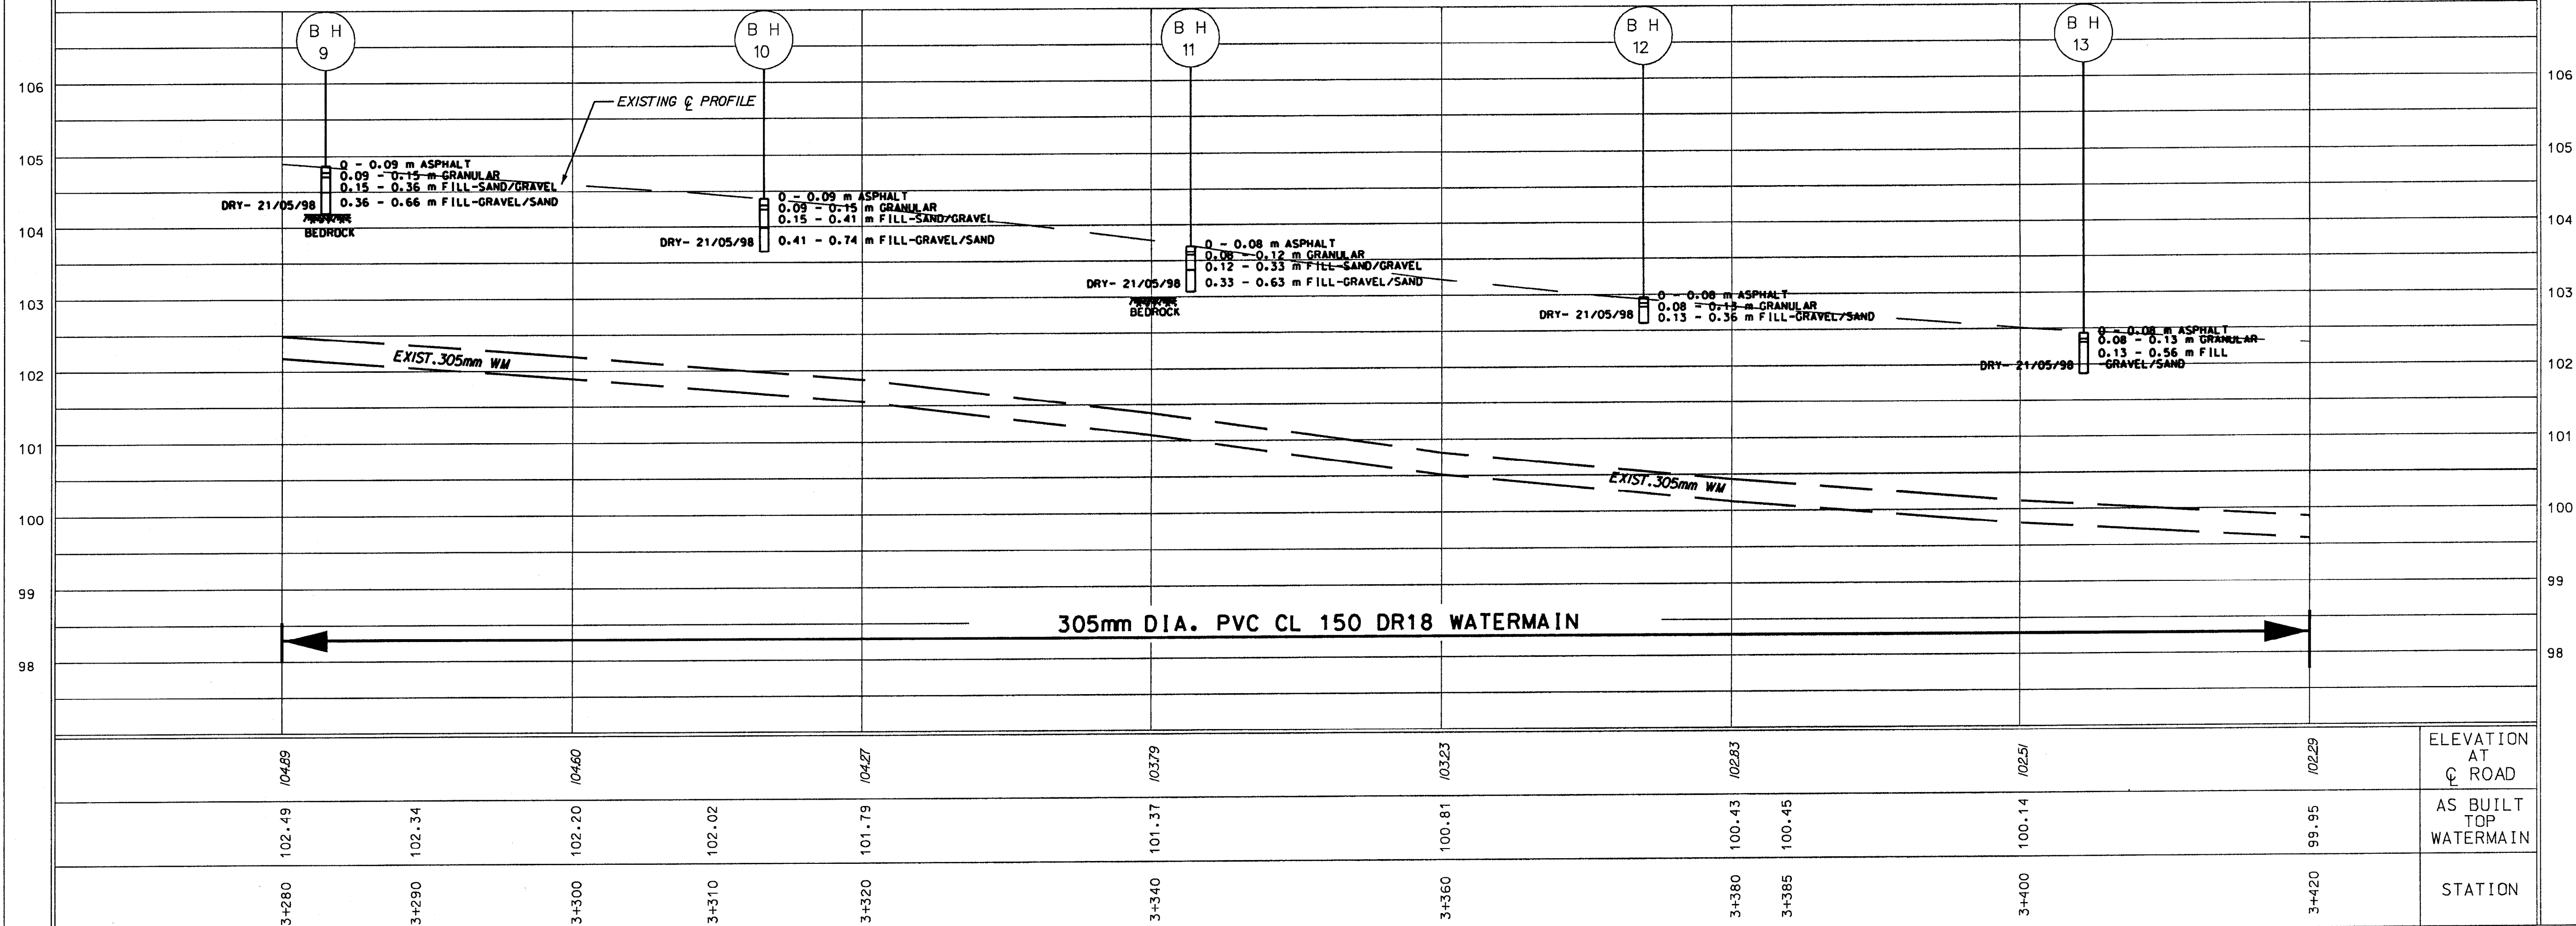 B H
9
B H
10
B H
11
B H
12
B H
13
106
106
EXISTING ℄ PROFILE
105
105
0 - 0.09 m ASPHALT
0.09 - 0.15 m GRANULAR
0.15 - 0.36 m FILL-SAND/GRAVEL
DRY- 21/05/98
0.36 - 0.66 m FILL-GRAVEL/SAND
BEDROCK
0 - 0.09 m ASPHALT
0.09 - 0.15 m GRANULAR
0.15 - 0.41 m FILL-SAND/GRAVEL
DRY- 21/05/98
0.41 - 0.74 m FILL-GRAVEL/SAND
104
104
0 - 0.08 m ASPHALT
0.08 - 0.12 m GRANULAR
0.12 - 0.33 m FILL-SAND/GRAVEL
DRY- 21/05/98
0.33 - 0.63 m FILL-GRAVEL/SAND
BEDROCK
103
103
0 - 0.08 m ASPHALT
0.08 - 0.13 m GRANULAR
DRY- 21/05/98
0.13 - 0.36 m FILL-GRAVEL/SAND
0 - 0.08 m ASPHALT
0.08 - 0.13 m GRANULAR
0.13 - 0.56 m FILL
DRY- 21/05/98
-GRAVEL/SAND
EXIST.305mm WM
102
102
101
101
EXIST.305mm WM
100
100
99
99
305mm DIA. PVC CL 150 DR18 WATERMAIN
98
98
104.89
104.60
104.27
103.79
103.23
102.83
102.51
102.29
ELEVATION
AT
℄ ROAD
102.49
102.34
102.20
102.02
101.79
101.37
100.81
100.43
100.45
100.14
99.95
AS BUILT
TOP
WATERMAIN
3+280
3+290
3+300
3+310
3+320
3+340
3+360
3+380
3+385
3+400
3+420
STATION